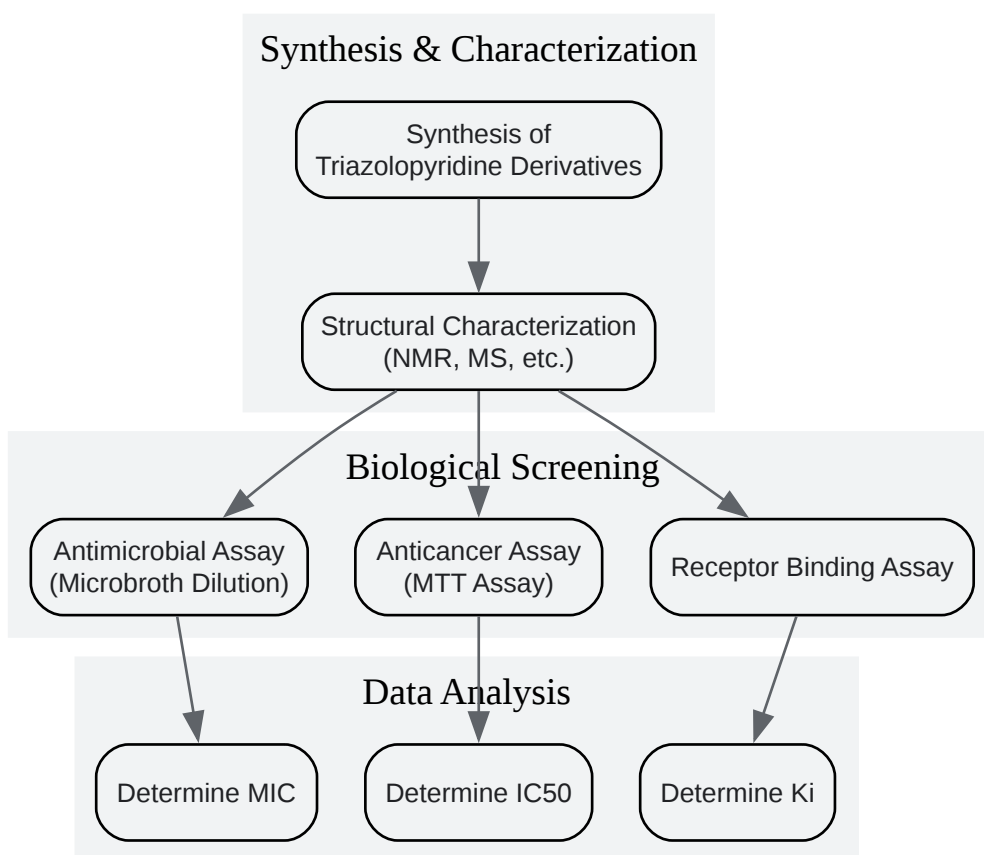 Synthesis & Characterization
Synthesis of
Triazolopyridine Derivatives
Structural Characterization
(NMR, MS, etc.)
Biological Screening
Antimicrobial Assay
(Microbroth Dilution)
Anticancer Assay
(MTT Assay)
Receptor Binding Assay
Data Analysis
Determine MIC
Determine IC50
Determine Ki